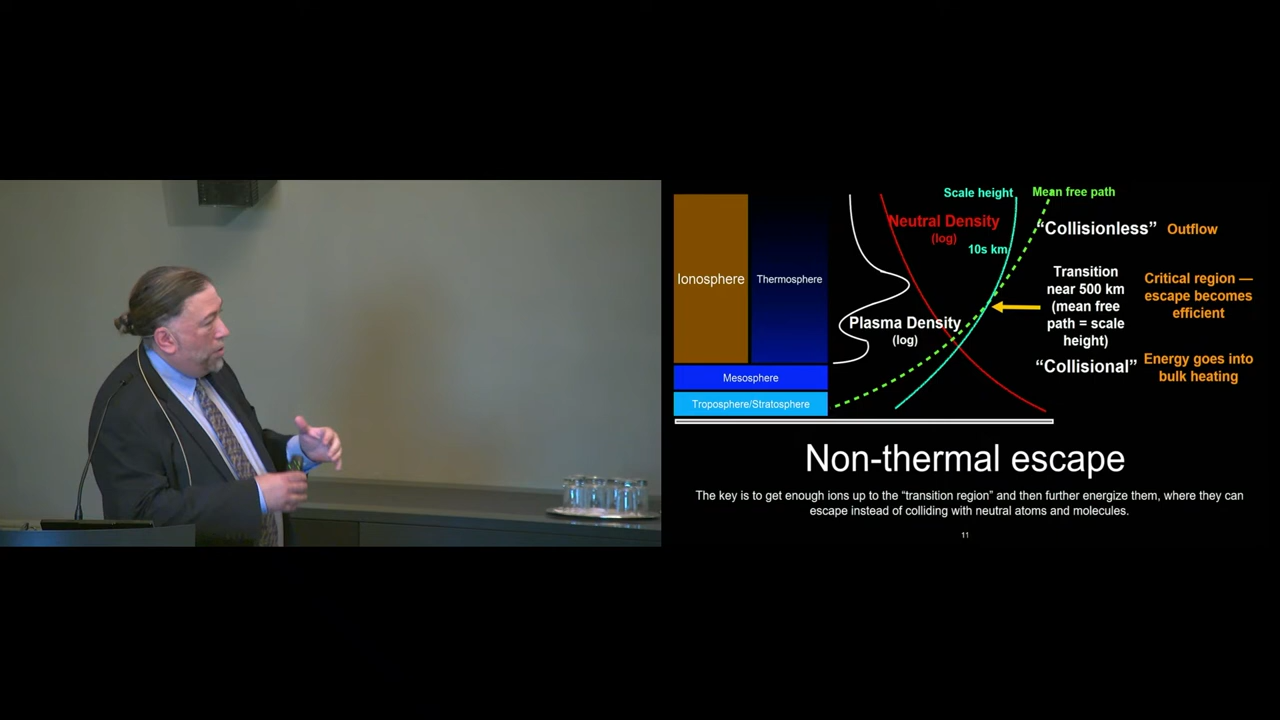 Scale height
Mean free path
Neutral Density
(log)
10s km
"Collisionless"
Outflow
Ionosphere
Thermosphere
Transition
near 500 km
(mean free
path = scale
height)
Critical region —
escape becomes
efficient
Plasma Density
(log)
"Collisional"
Energy goes into
bulk heating
Mesosphere
Troposphere/Stratosphere
Non-thermal escape
The key is to get enough ions up to the "transition region" and then further energize them, where they can
escape instead of colliding with neutral atoms and molecules.
11